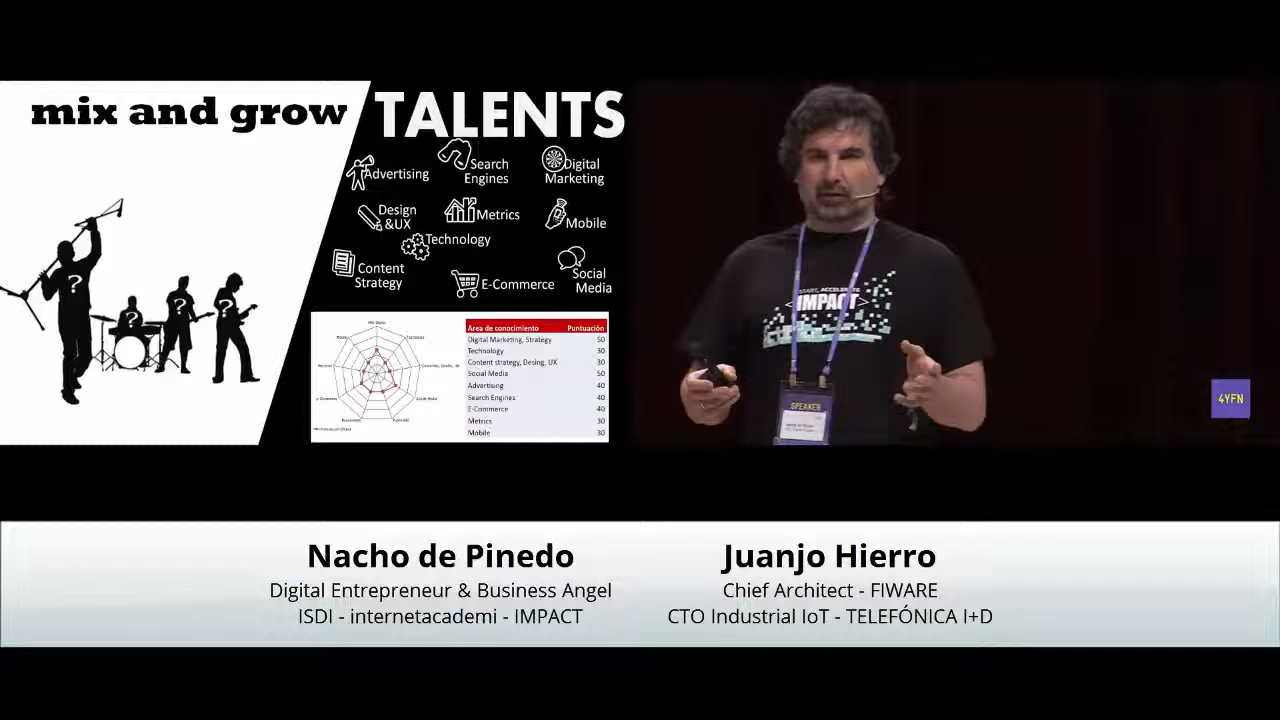 mix and grow TALENTS
Advertising
Search
Engines
Digital
Marketing
Design
&UX
Metrics
Mobile
Technology
Content
Strategy
E-Commerce
Social
Media
? ? ? ?
Área de conocimiento Puntuación
Digital Marketing, Strategy 50
Technology 30
Content strategy, Desing, UX 30
Social Media 50
Advertising 40
Search Engines 40
E-Commerce 40
Metrics 30
Mobile 30
START, ACCELERATE
<IMPACT>
SPEAKER
4YFN
Nacho de Pinedo
Digital Entrepreneur & Business Angel
ISDI - internetacademi - IMPACT
Juanjo Hierro
Chief Architect - FIWARE
CTO Industrial IoT - TELEFÓNICA I+D